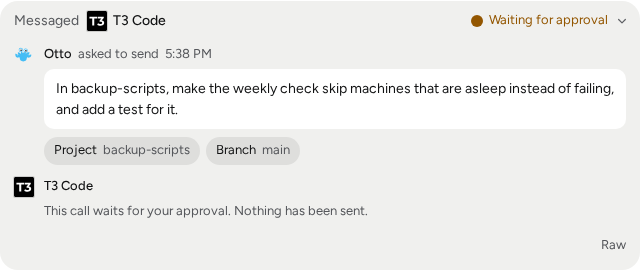 Messaged T3 T3 Code Waiting for approval
Otto asked to send 5:38 PM
In backup-scripts, make the weekly check skip machines that are asleep instead of failing,
and add a test for it.
Project backup-scripts Branch main
T3 T3 Code
This call waits for your approval. Nothing has been sent.
Raw